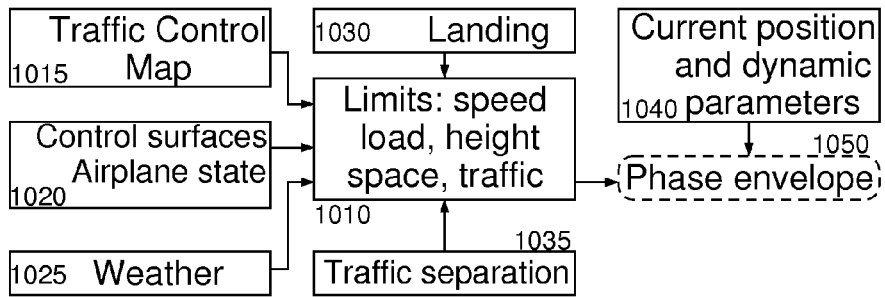 Traffic Control
Map
1015
Control surfaces
Airplane state
1020
1025 Weather
1030 Landing
Limits: speed
load, height
space, traffic
1010
1035
Traffic separation
Current position
and dynamic
1040 parameters
1050
Phase envelope